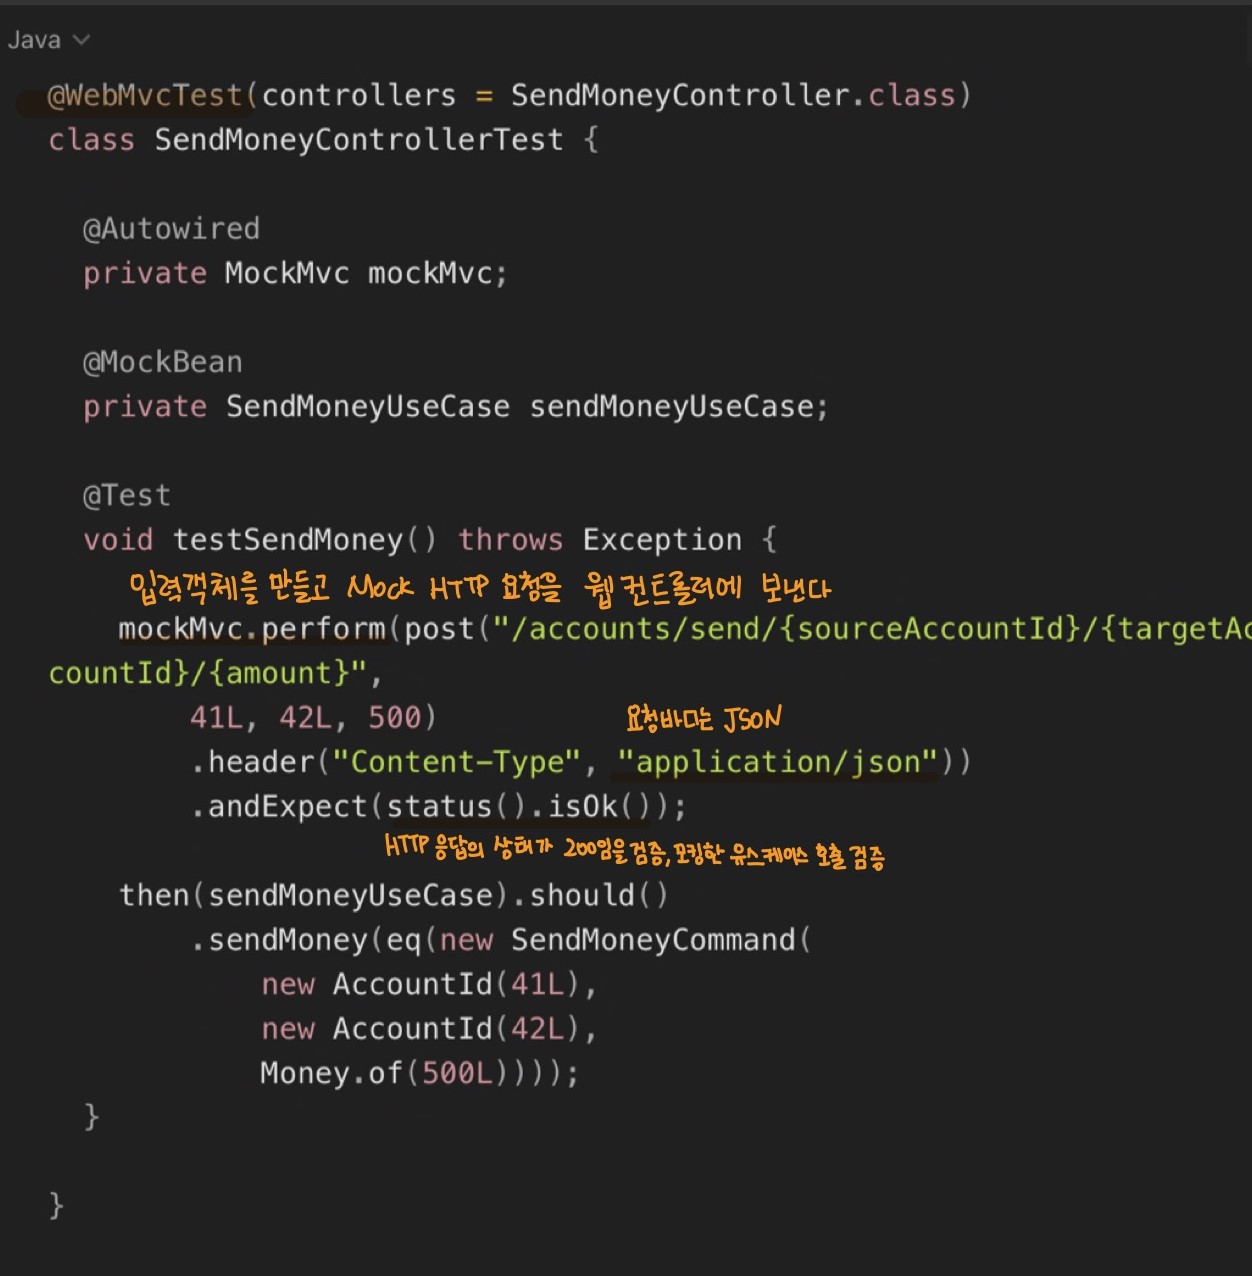 Java
@WebMvcTest(controllers = SendMoneyController.class)
class SendMoneyControllerTest {
@Autowired
private MockMvc mockMvc;
@MockBean
private SendMoneyUseCase sendMoneyUseCase;
@Test
void testSendMoney() throws Exception {
입력객체를 만들고 Mock HTTP 요청을 웹 컨트롤러에 보낸다
mockMvc.perform(post("/accounts/send/{sourceAccountId}/{targetAc
countId}/{amount}",
41L, 42L, 500)
요청바디는 JSON
.header("Content-Type", "application/json"))
.andExpect(status().isOk());
HTTP 응답의 상태가 200임을 검증, 모킹한 유스케이스 호출 검증
then(sendMoneyUseCase).should()
.sendMoney(eq(new SendMoneyCommand(
new AccountId(41L),
new AccountId(42L),
Money.of(500L))));
}
}